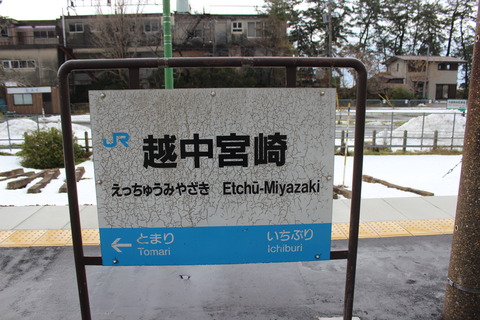 JR
越中宮崎
えっちゅうみやざき Etchū-Miyazaki
← とまり いちぶり
Tomari Ichiburi